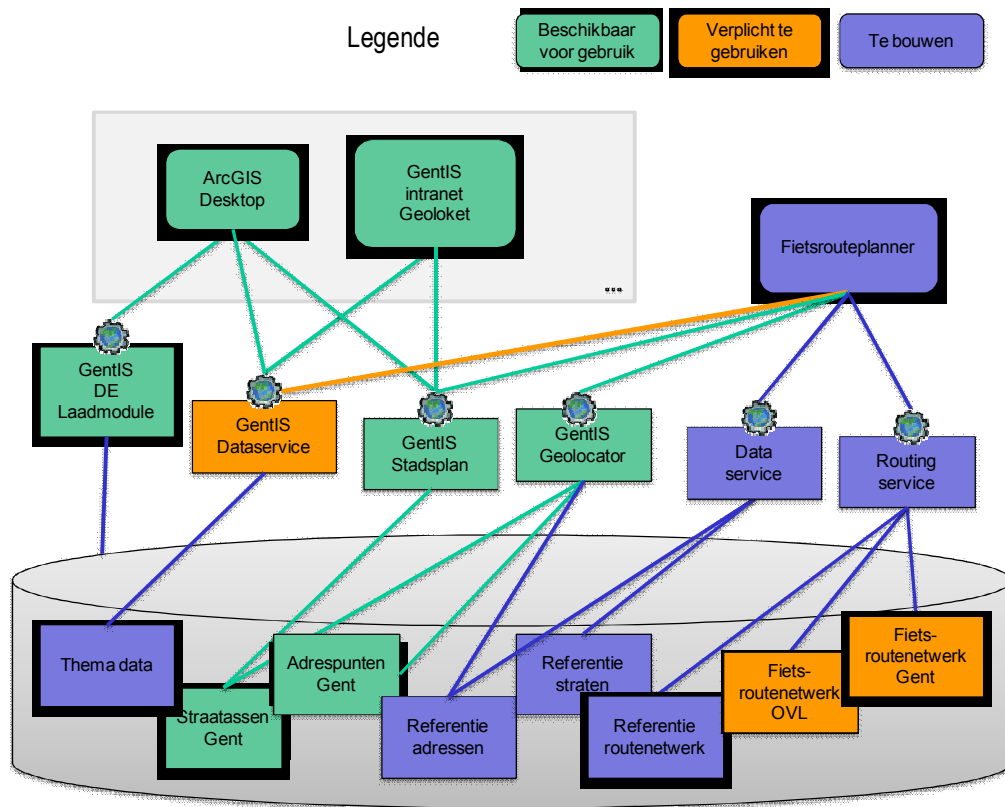 Legende
Beschikbaar
voor gebruik
Verplicht te
gebruiken
Te bouwen
ArcGIS
Desktop
GentIS
intranet
Geoloket
...
Fietsrouteplanner
GentIS
DE
Laadmodule
GentIS
Dataservice
GentIS
Stadsplan
GentIS
Geolocator
Data
service
Routing
service
Thema data
Straatassen
Gent
Adrespunten
Gent
Referentie
adressen
Referentie
straten
Referentie
routenetwerk
Fiets-
routenetwerk
OVL
Fiets-
routenetwerk
Gent